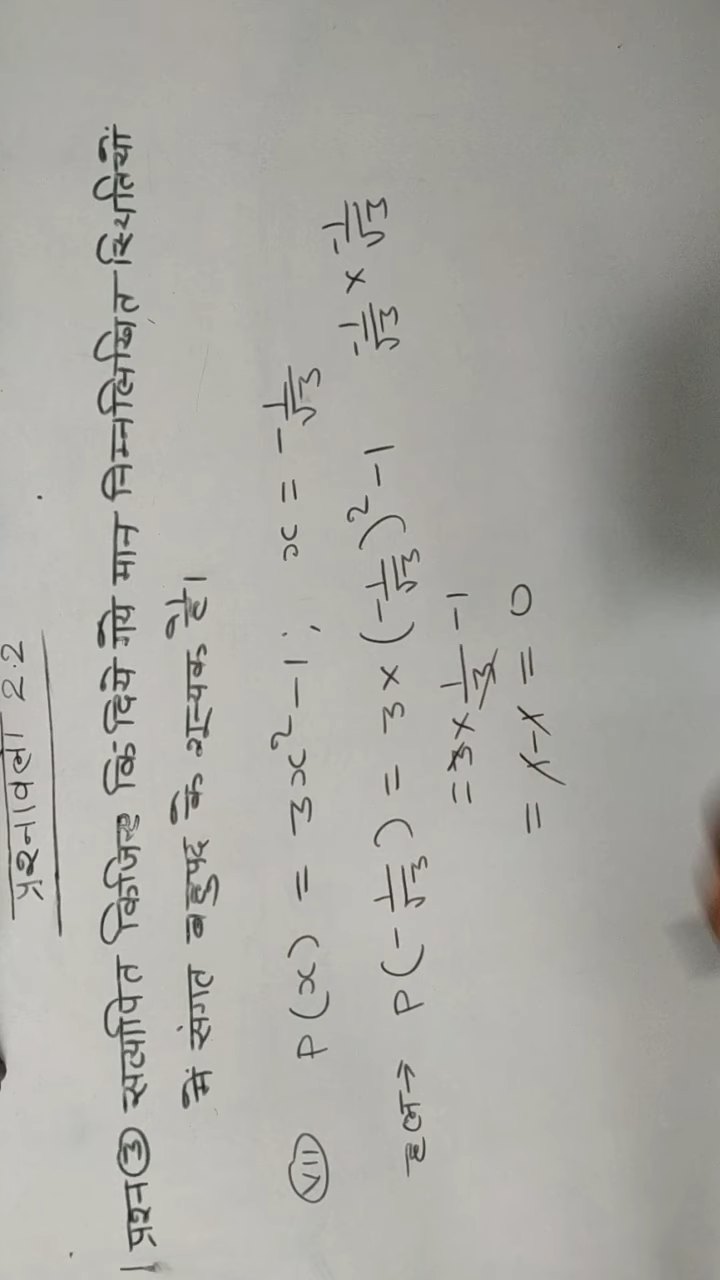 प्रश्नावली 2.2
प्रश्न ③ सत्यापित किजिए कि दिये गये मान निम्नलिखित स्थितियों
में संगत बहुपद के शून्यक है।
(VII) P(x) = 3x² - 1 ; x = -1/√3
हल → P(-1/√3) = 3 × (-1/√3)² - 1 -1/√3 × -1/√3
= 3 × 1/3 - 1
= 1 - 1 = 0